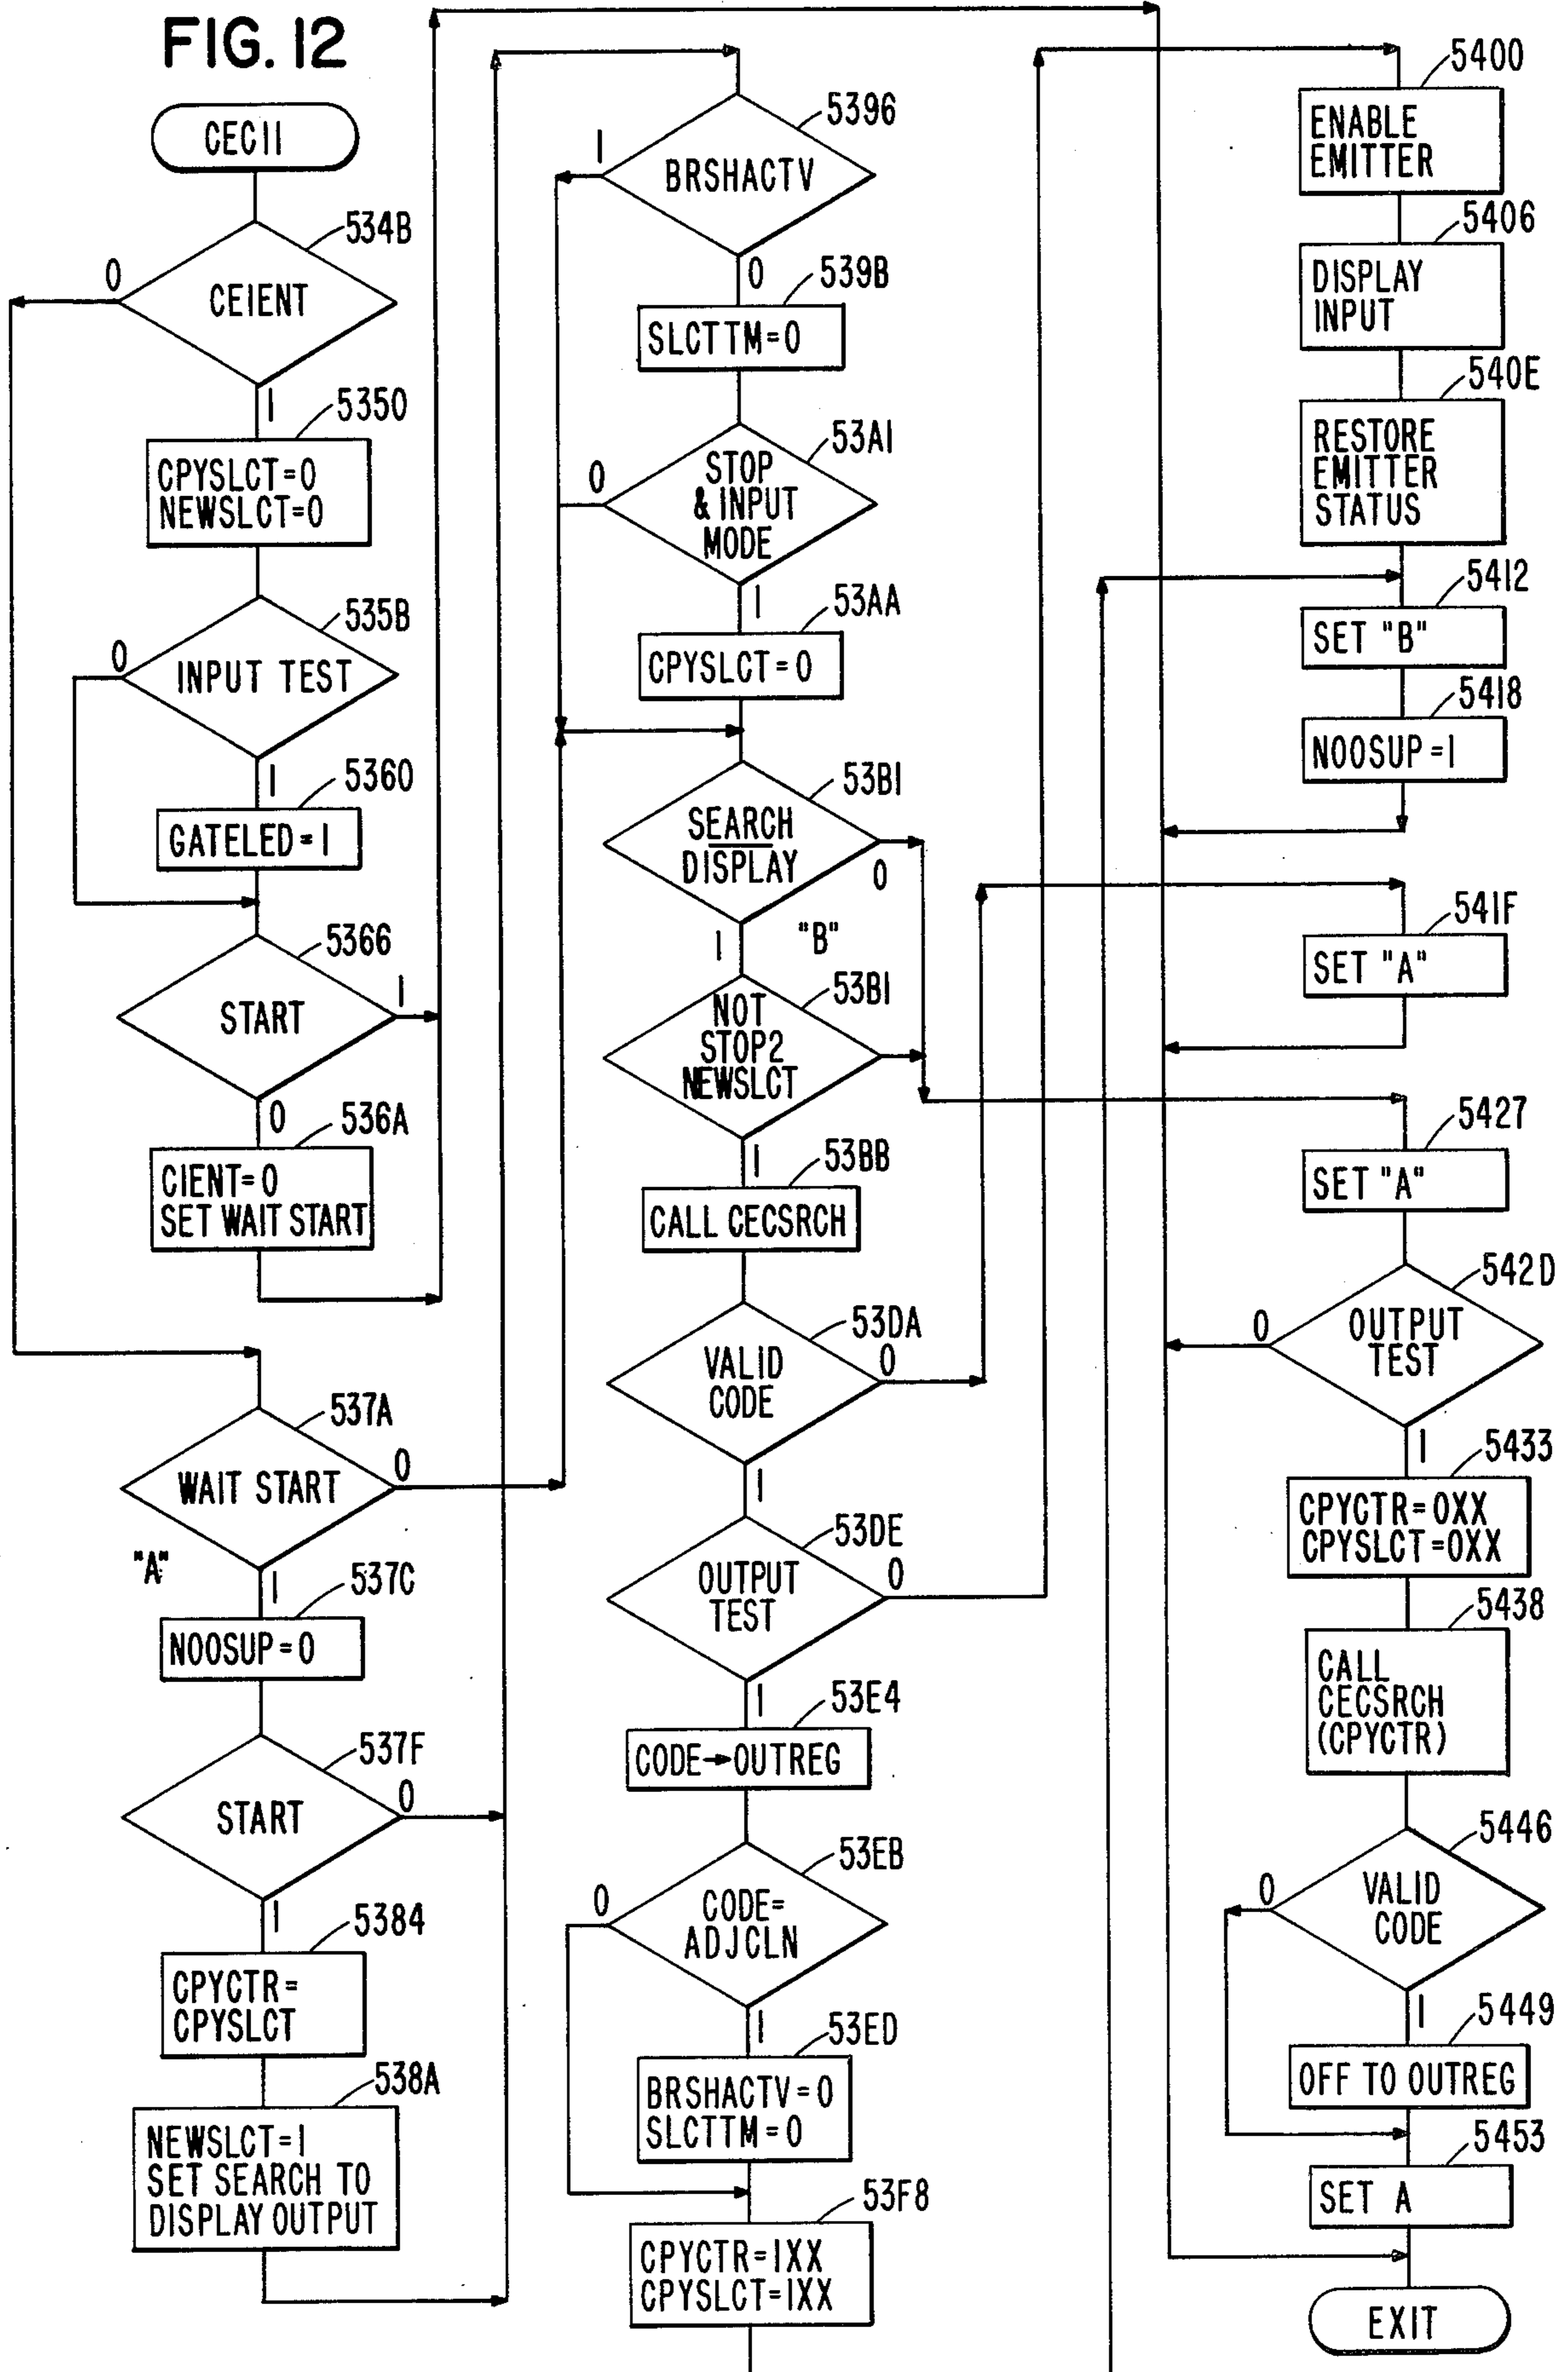 FIG. 12
CEC11
534B
CEIENT
0
1
5350
CPYSLCT=0
NEWSLCT=0
535B
INPUT TEST
0
1
5360
GATELED=1
5366
START
1
0
536A
CIENT=0
SET WAIT START
537A
WAIT START
0
"A"
1
537C
NOOSUP=0
537F
START
0
1
5384
CPYCTR=
CPYSLCT
538A
NEWSLCT=1
SET SEARCH TO
DISPLAY OUTPUT
5396
BRSHACTV
1
0
539B
SLCTTM=0
53A1
STOP
& INPUT
MODE
0
1
53AA
CPYSLCT=0
53B1
SEARCH
DISPLAY
0
1
"B"
53B1
NOT
STOP2
NEWSLCT
1
53BB
CALL CECSRCH
53DA
VALID
CODE
0
1
53DE
OUTPUT
TEST
0
1
53E4
CODE→OUTREG
53EB
CODE=
ADJCLN
0
1
53ED
BRSHACTV=0
SLCTTM=0
53F8
CPYCTR=1XX
CPYSLCT=1XX
5400
ENABLE
EMITTER
5406
DISPLAY
INPUT
540E
RESTORE
EMITTER
STATUS
5412
SET "B"
5418
NOOSUP=1
541F
SET "A"
5427
SET "A"
542D
OUTPUT
TEST
0
1
5433
CPYCTR=0XX
CPYSLCT=0XX
5438
CALL
CECSRCH
(CPYCTR)
5446
VALID
CODE
0
1
5449
OFF TO OUTREG
5453
SET A
EXIT